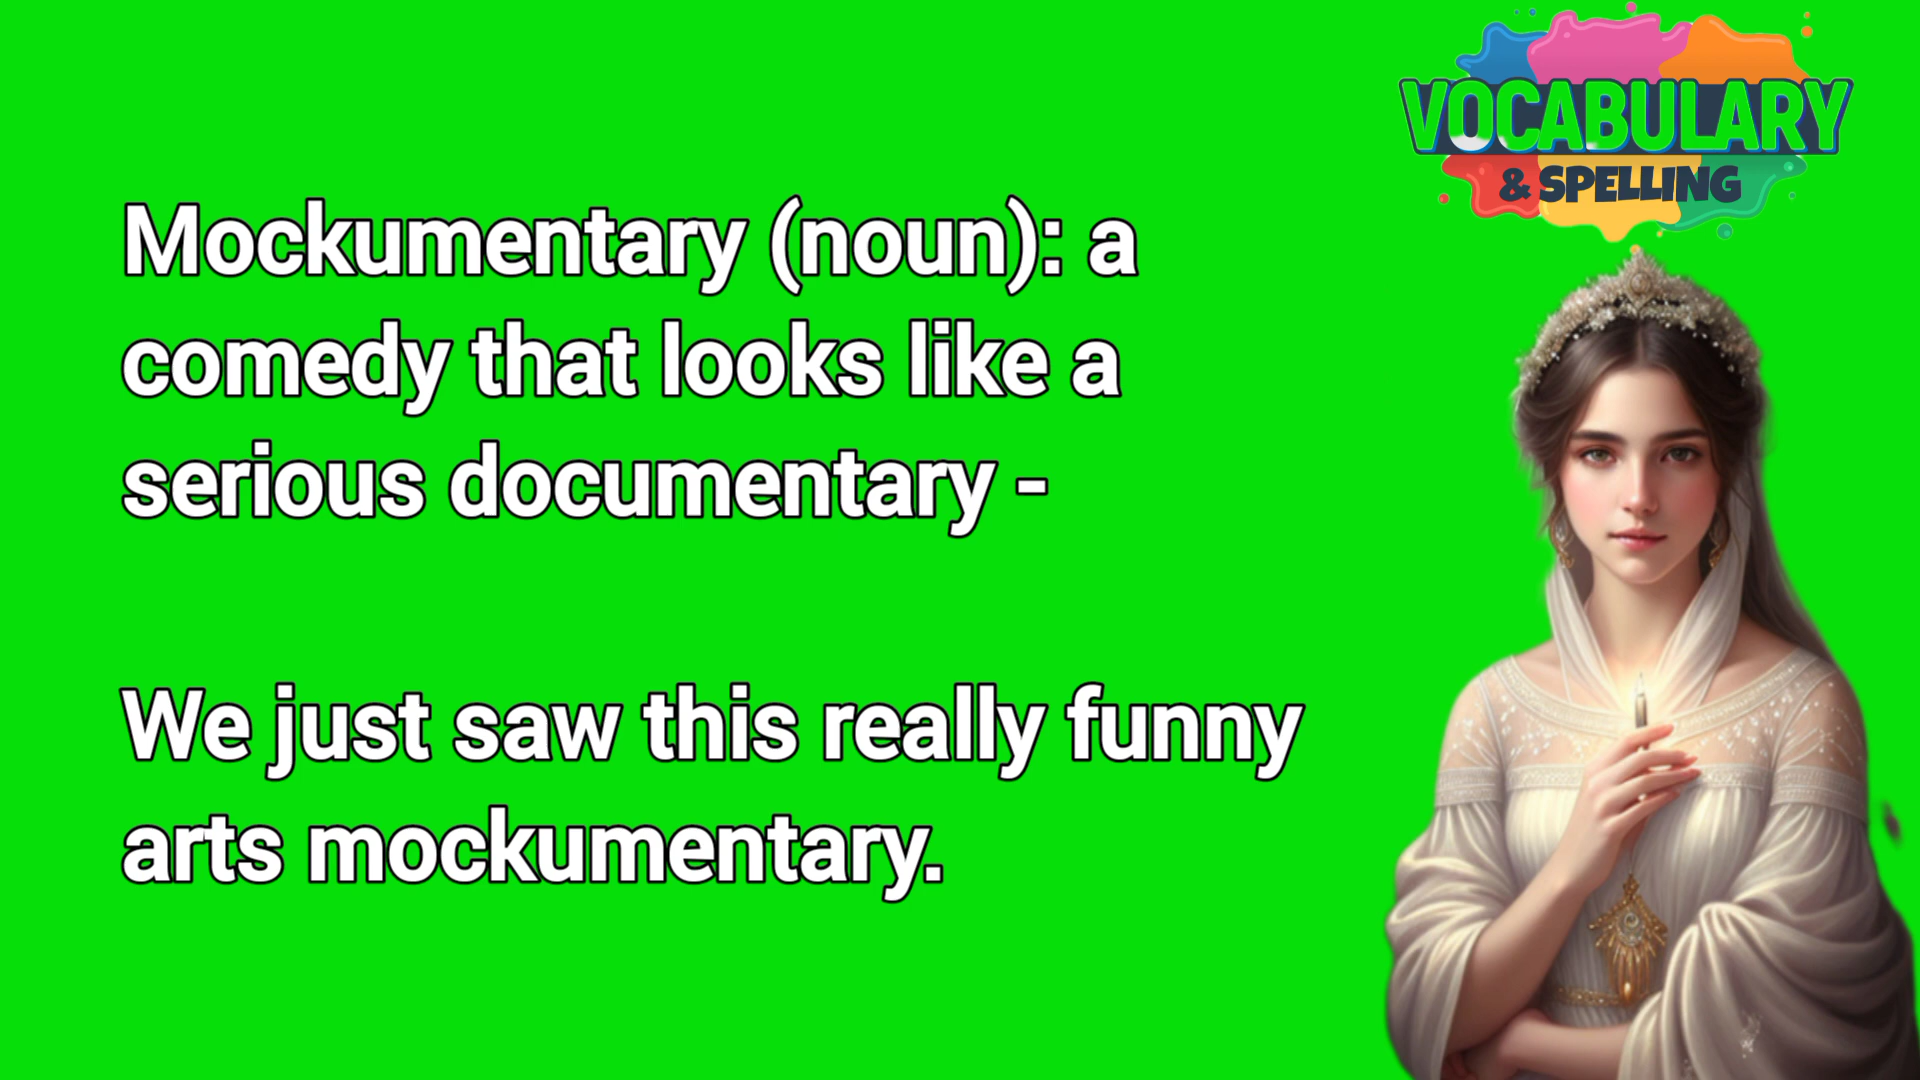 VOCABULARY
& SPELLING
Mockumentary (noun): a
comedy that looks like a
serious documentary -
We just saw this really funny
arts mockumentary.